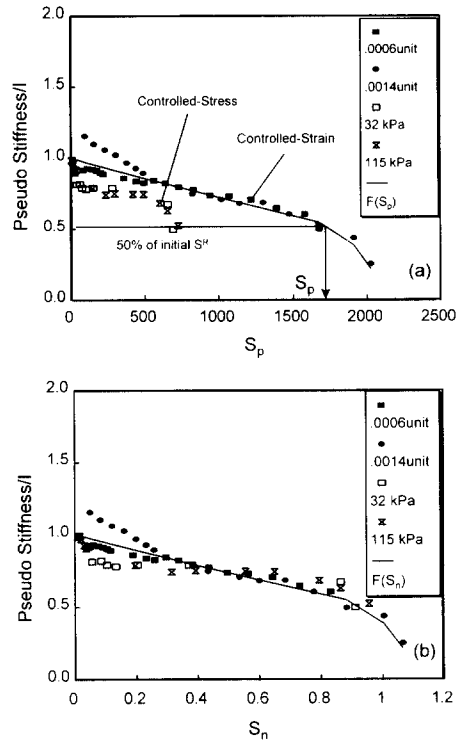 (a)
2.0
1.5
1.0
0.5
0.0
Pseudo Stiffness/I
Controlled-Stress
Controlled-Strain
50% of initial Sᴿ
Sₚ
.0006unit
.0014unit
32 kPa
115 kPa
F(Sₚ)
0 500 1000 1500 2000 2500
Sₚ
2.0
1.5
1.0
0.5
0.0
Pseudo Stiffness/I
.0006unit
.0014unit
32 kPa
115 kPa
F(Sₙ)
(b)
0 0.2 0.4 0.6 0.8 1 1.2
Sₙ